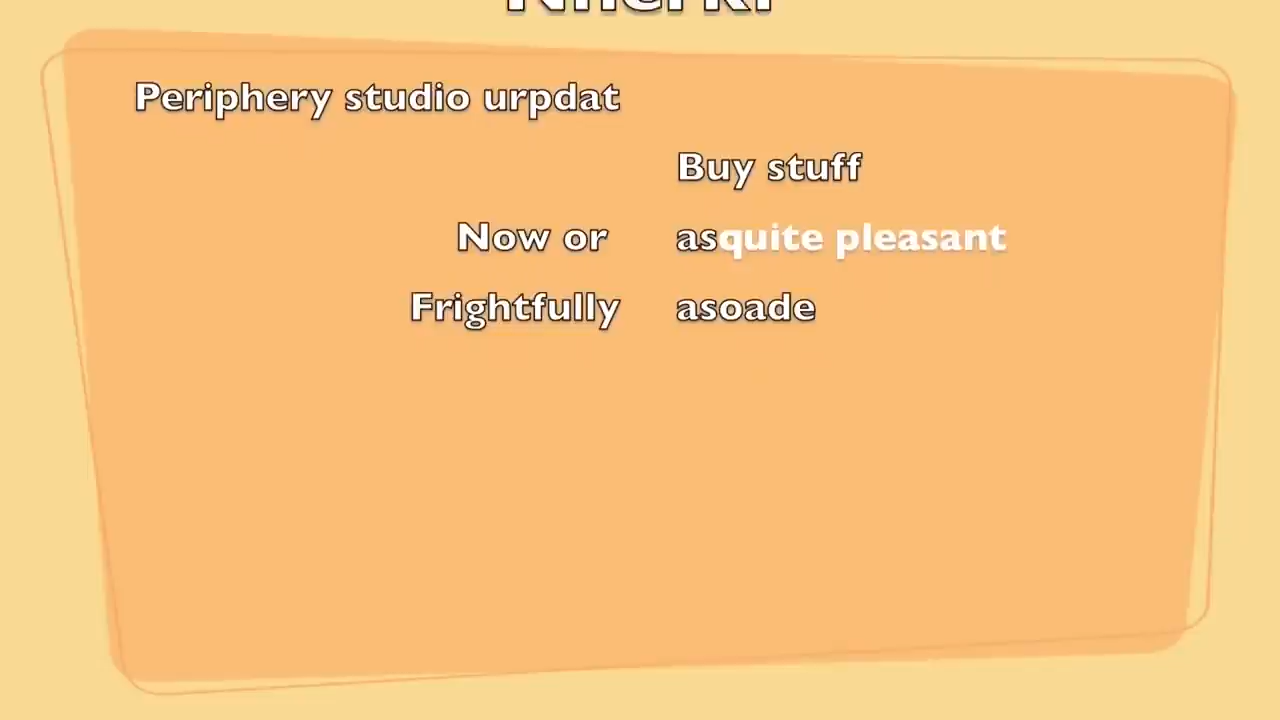 Periphery studio urpdat
Buy stuff
Now or asquite pleasant
Frightfully asoade